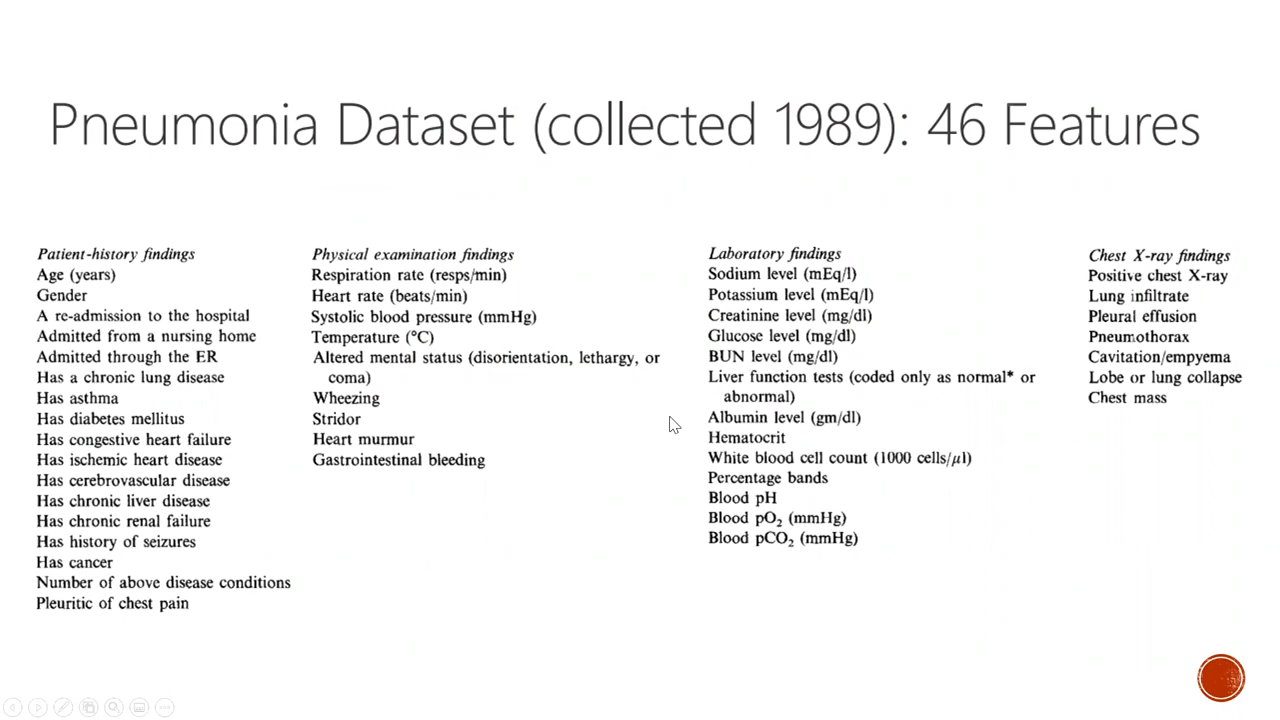 Pneumonia Dataset (collected 1989): 46 Features
Patient-history findings
Age (years)
Gender
A re-admission to the hospital
Admitted from a nursing home
Admitted through the ER
Has a chronic lung disease
Has asthma
Has diabetes mellitus
Has congestive heart failure
Has ischemic heart disease
Has cerebrovascular disease
Has chronic liver disease
Has chronic renal failure
Has history of seizures
Has cancer
Number of above disease conditions
Pleuritic of chest pain
Physical examination findings
Respiration rate (resps/min)
Heart rate (beats/min)
Systolic blood pressure (mmHg)
Temperature (°C)
Altered mental status (disorientation, lethargy, or
coma)
Wheezing
Stridor
Heart murmur
Gastrointestinal bleeding
Laboratory findings
Sodium level (mEq/l)
Potassium level (mEq/l)
Creatinine level (mg/dl)
Glucose level (mg/dl)
BUN level (mg/dl)
Liver function tests (coded only as normal* or
abnormal)
Albumin level (gm/dl)
Hematocrit
White blood cell count (1000 cells/μl)
Percentage bands
Blood pH
Blood pO₂ (mmHg)
Blood pCO₂ (mmHg)
Chest X-ray findings
Positive chest X-ray
Lung infiltrate
Pleural effusion
Pneumothorax
Cavitation/empyema
Lobe or lung collapse
Chest mass